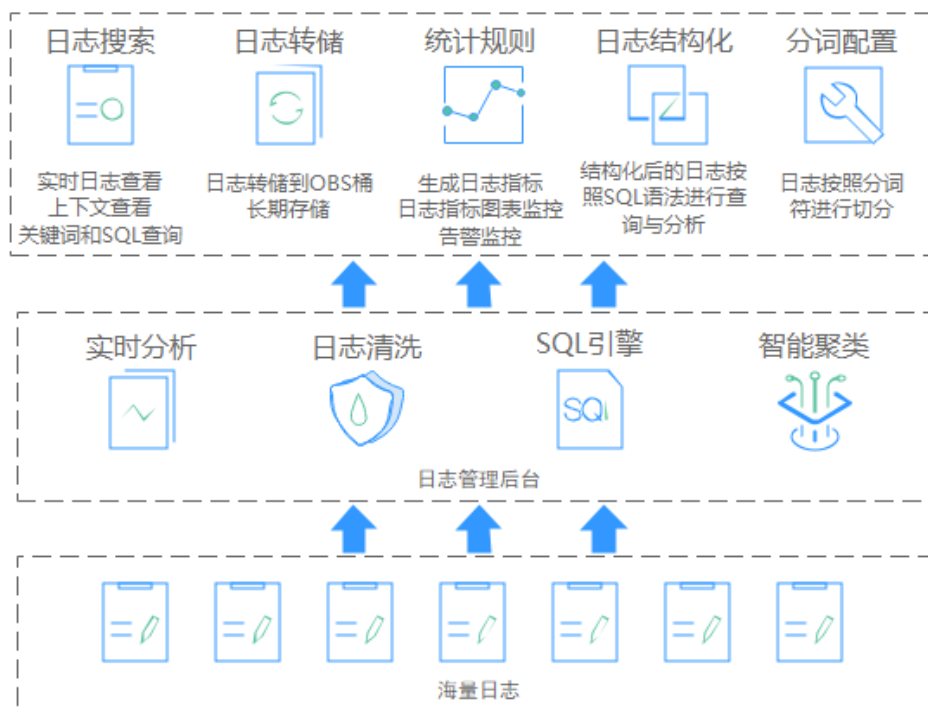 日志搜索
日志转储
统计规则
日志结构化
分词配置
实时日志查看
上下文查看
关键词和SQL查询
日志转储到OBS桶
长期存储
生成日志指标
日志指标图表监控
告警监控
结构化后的日志按
照SQL语法进行查
询与分析
日志按照分词
符进行切分
实时分析
日志清洗
SQL引擎
智能聚类
SQL
日志管理后台
海量日志